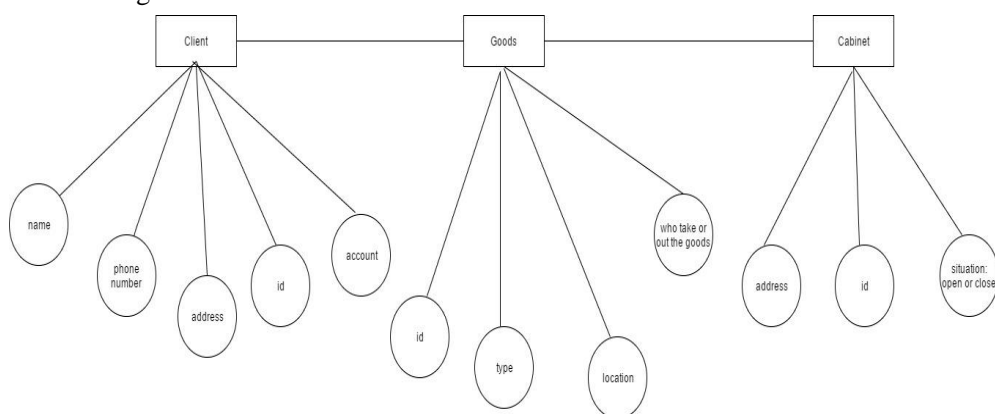 Client
Goods
Cabinet
name
phone
number
address
id
account
id
type
location
who take or
out the goods
address
id
situation:
open or close